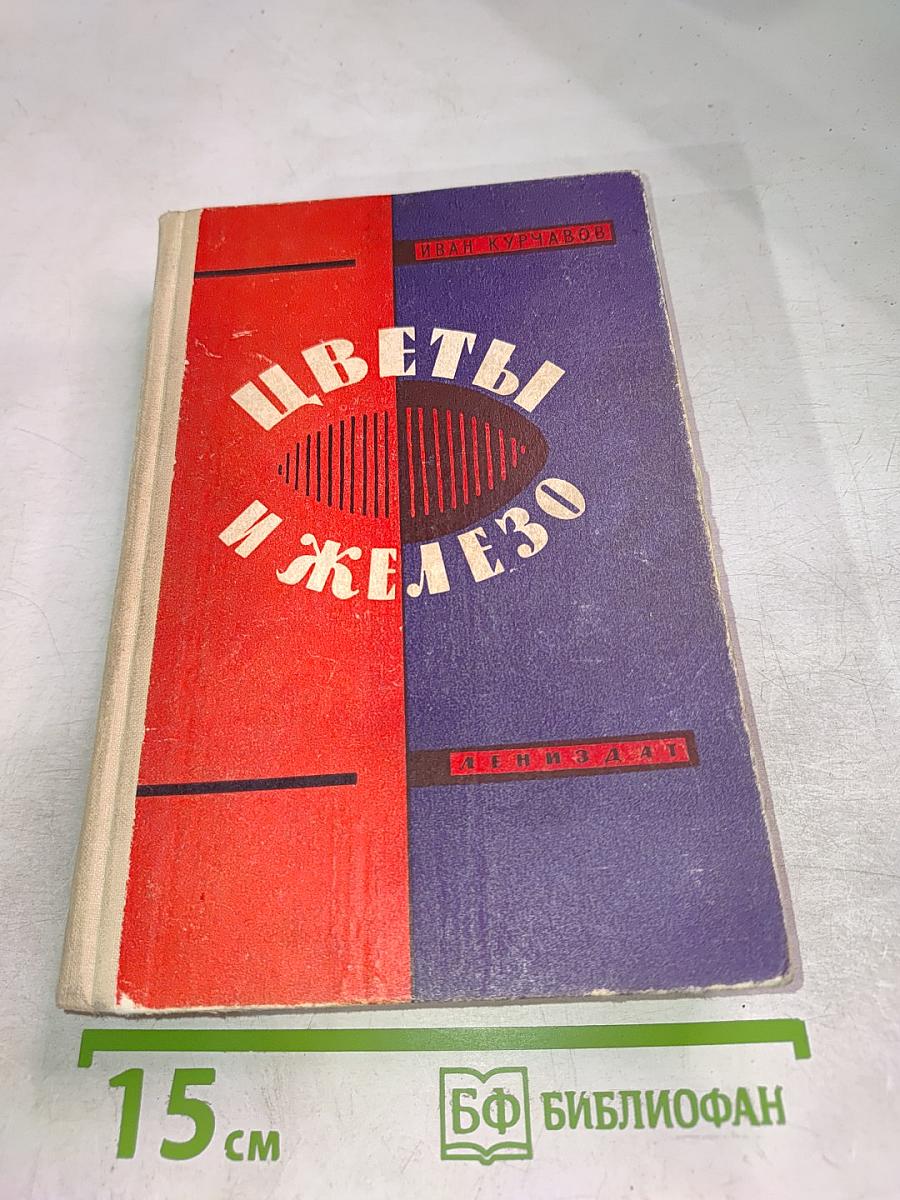 ИВАН КУРЧАВОВ
ЦВЕТЫ
И ЖЕЛЕЗО
ЛЕНИЗДАТ
15 см
БФ БИБЛИОФАН